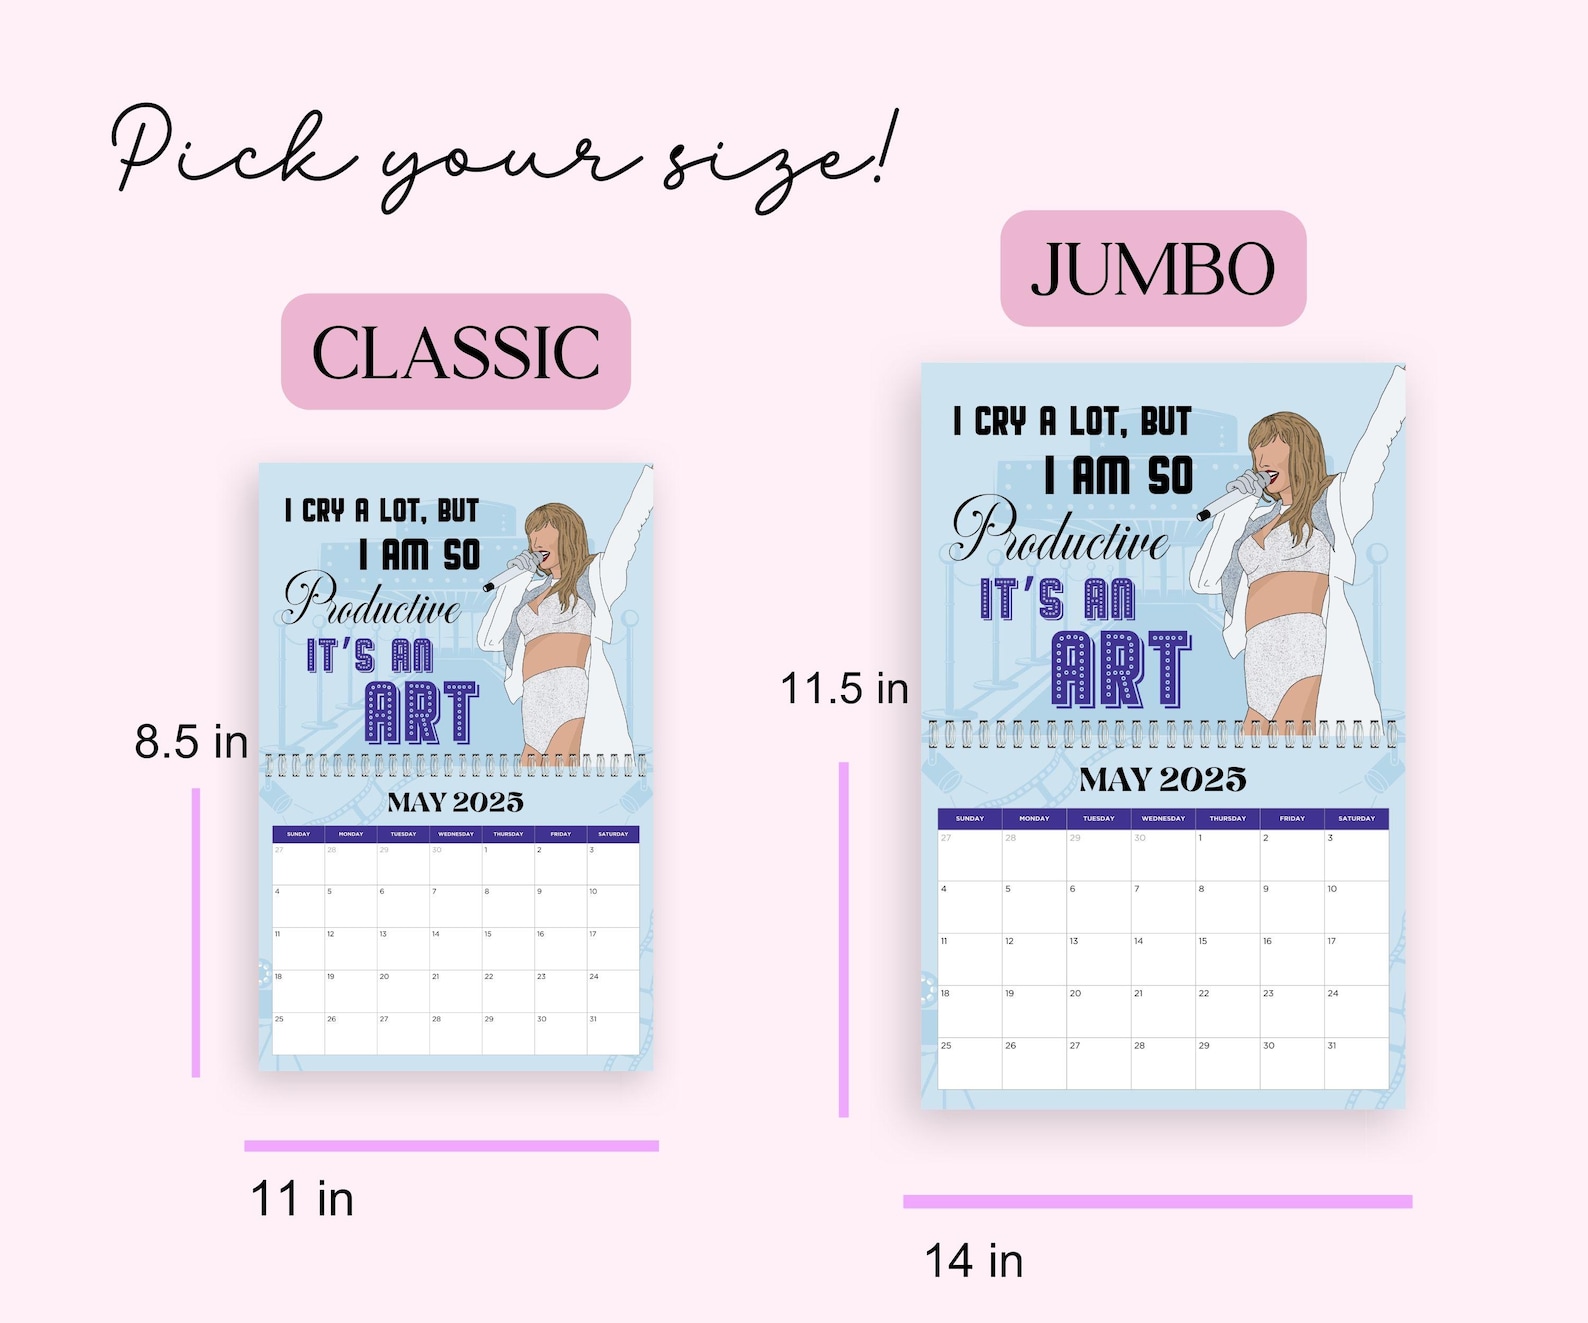 Pick your size!
CLASSIC
I CRY A LOT, BUT
I AM SO
Productive
IT'S AN
ART
8.5 in
MAY 2025
SUNDAY MONDAY TUESDAY WEDNESDAY THURSDAY FRIDAY SATURDAY
27 28 29 30 1 2 3
4 5 6 7 8 9 10
11 12 13 14 15 16 17
18 19 20 21 22 23 24
25 26 27 28 29 30 31
11 in
JUMBO
I CRY A LOT, BUT
I AM SO
Productive
IT'S AN
ART
11.5 in
MAY 2025
SUNDAY MONDAY TUESDAY WEDNESDAY THURSDAY FRIDAY SATURDAY
27 28 29 30 1 2 3
4 5 6 7 8 9 10
11 12 13 14 15 16 17
18 19 20 21 22 23 24
25 26 27 28 29 30 31
14 in